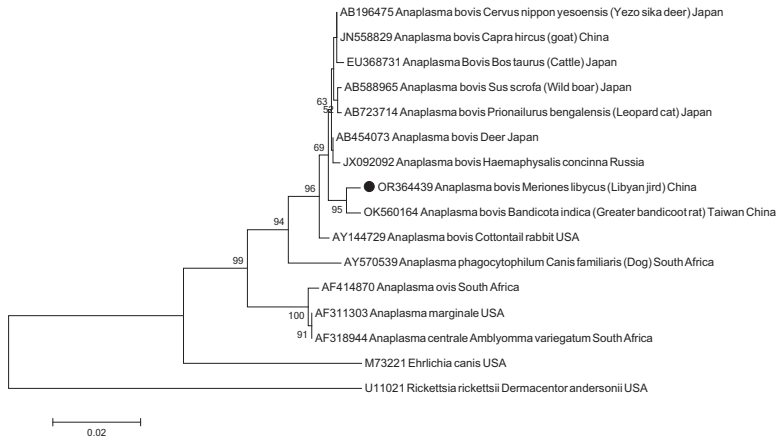 AB196475 Anaplasma bovis Cervus nippon yesoensis (Yezo sika deer) Japan
JN558829 Anaplasma bovis Capra hircus (goat) China
EU368731 Anaplasma Bovis Bos taurus (Cattle) Japan
AB588965 Anaplasma bovis Sus scrofa (Wild boar) Japan
63
52
AB723714 Anaplasma bovis Prionailurus bengalensis (Leopard cat) Japan
AB454073 Anaplasma bovis Deer Japan
69
JX092092 Anaplasma bovis Haemaphysalis concinna Russia
96
OR364439 Anaplasma bovis Meriones libycus (Libyan jird) China
95
OK560164 Anaplasma bovis Bandicota indica (Greater bandicoot rat) Taiwan China
94
AY144729 Anaplasma bovis Cottontail rabbit USA
99
AY570539 Anaplasma phagocytophilum Canis familiaris (Dog) South Africa
AF414870 Anaplasma ovis South Africa
100
AF311303 Anaplasma marginale USA
91
AF318944 Anaplasma centrale Amblyomma variegatum South Africa
M73221 Ehrlichia canis USA
U11021 Rickettsia rickettsii Dermacentor andersonii USA
0.02